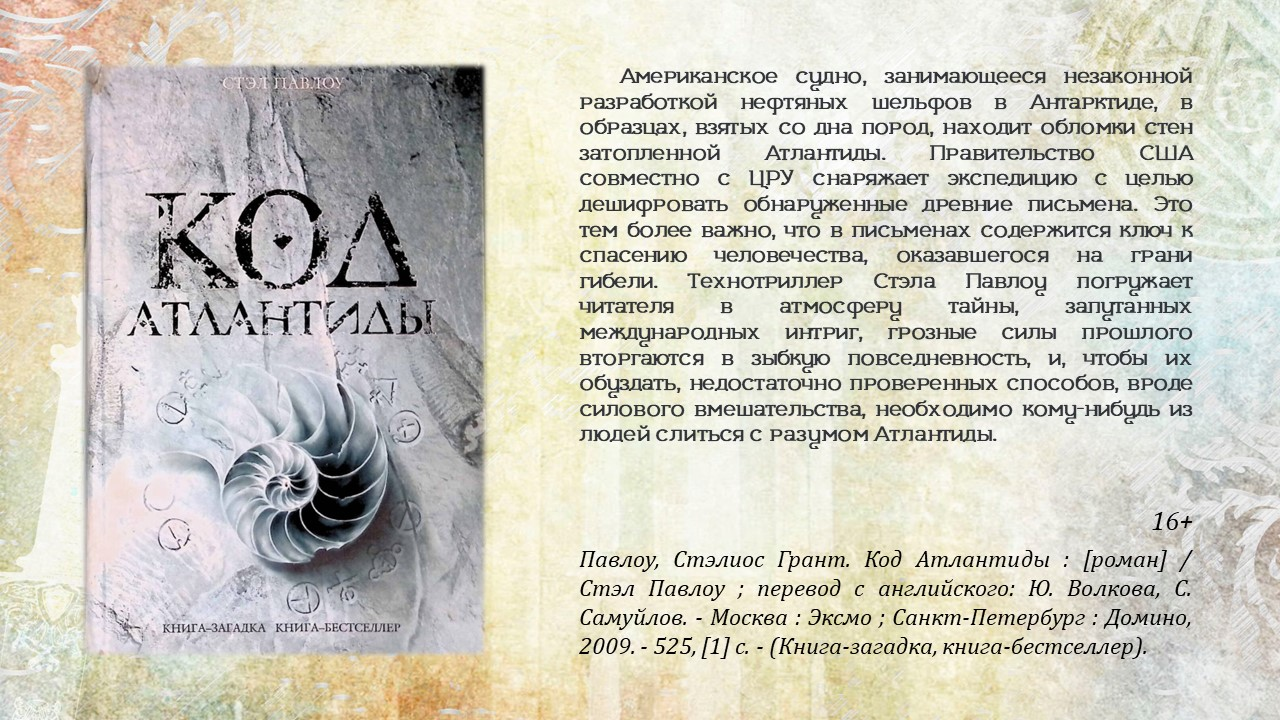 СТЭЛ ПАВЛОУ
КОД
АТЛАНТИДЫ
КНИГА–ЗАГАДКА КНИГА–БЕСТСЕЛЛЕР
Американское судно, занимающееся незаконной
разработкой нефтяных шельфов в Антарктиде, в
образцах, взятых со дна пород, находит обломки стен
затопленной Атлантиды. Правительство США
совместно с ЦРУ снаряжает экспедицию с целью
дешифровать обнаруженные древние письмена. Это
тем более важно, что в письменах содержится ключ к
спасению человечества, оказавшегося на грани
гибели. Технотриллер Стэла Павлоу погружает
читателя в атмосферу тайны, запутанных
международных интриг, грозные силы прошлого
вторгаются в зыбкую повседневность, и, чтобы их
обуздать, недостаточно проверенных способов, вроде
силового вмешательства, необходимо кому-нибудь из
людей слиться с разумом Атлантиды.
16+
Павлоу, Стэлиос Грант. Код Атлантиды : [роман] /
Стэл Павлоу ; перевод с английского: Ю. Волкова, С.
Самуйлов. - Москва : Эксмо ; Санкт-Петербург : Домино,
2009. - 525, [1] с. - (Книга-загадка, книга-бестселлер).